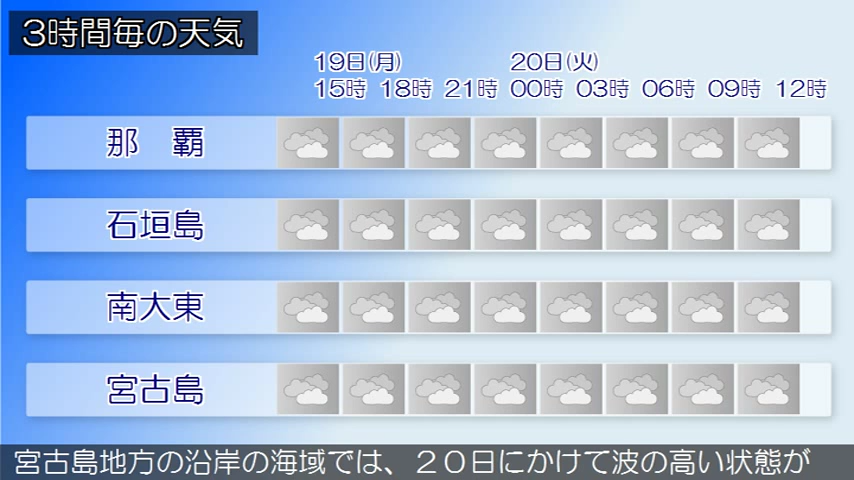 3時間毎の天気
19日(月) 20日(火)
15時 18時 21時 00時 03時 06時 09時 12時
那 覇
石垣島
南大東
宮古島
宮古島地方の沿岸の海域では、２０日にかけて波の高い状態が